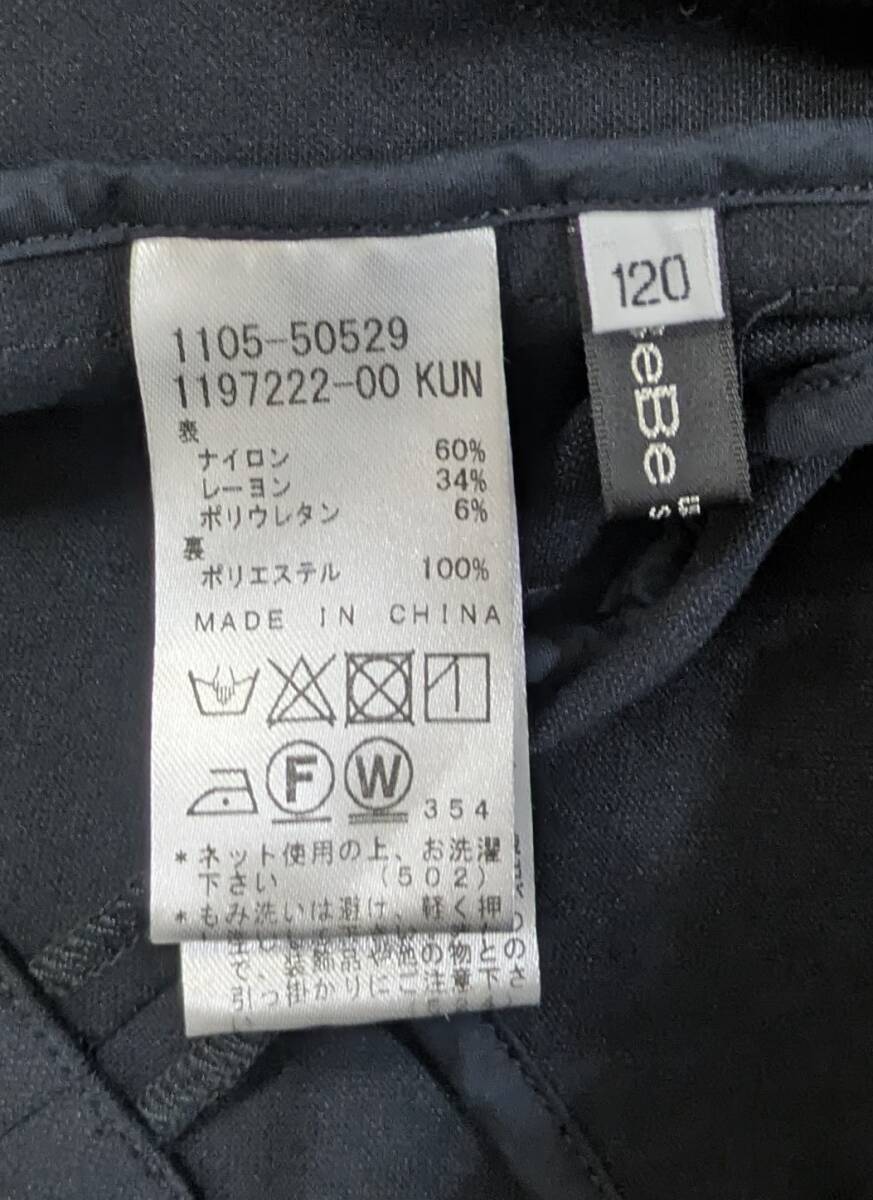 1105-50529
1197222-00 KUN
表
ナイロン 60%
レーヨン 34%
ポリウレタン 6%
裏
ポリエステル 100%
MADE IN CHINA
F W 354
*ネット使用の上、お洗濯
下さい (502)
*もみ洗いは避け、軽く押
て、装飾品や他の物と
引っ掛かりにご注意下さ
120
eBe